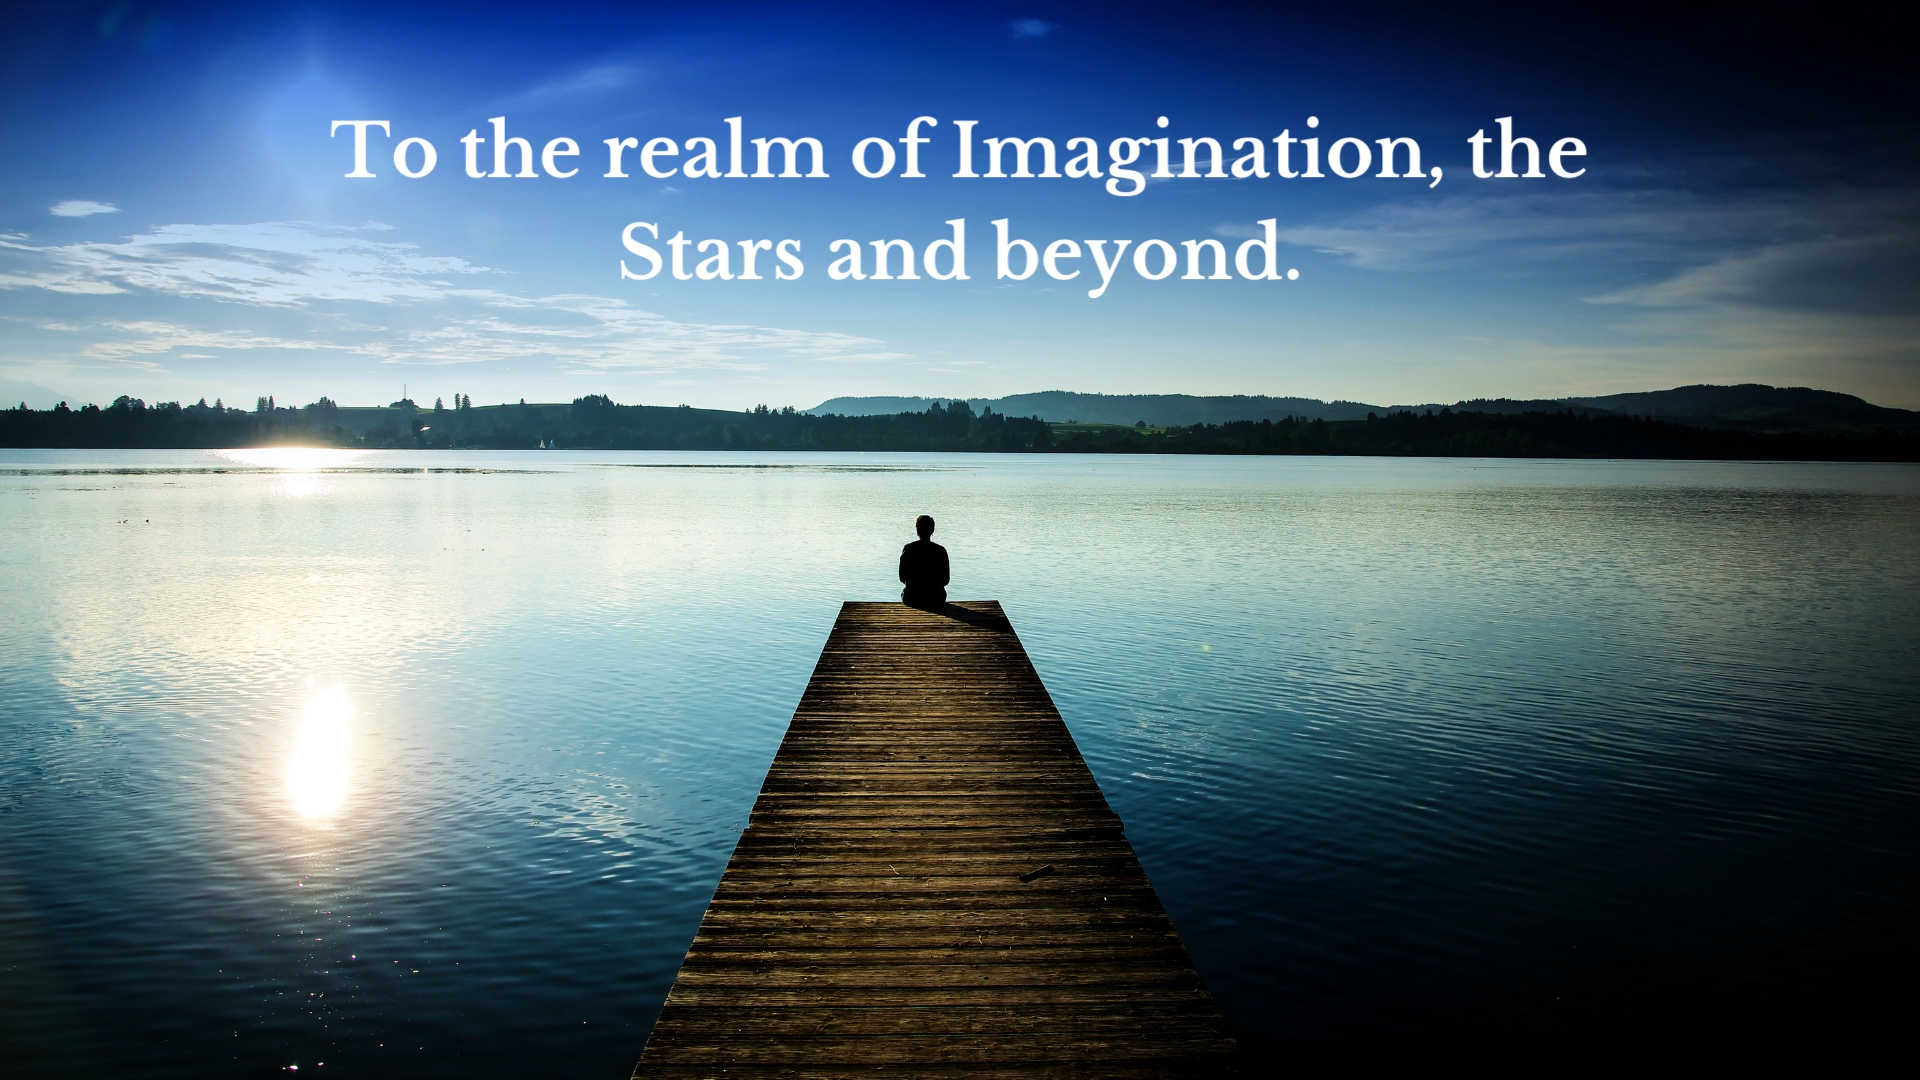 To the realm of Imagination, the
Stars and beyond.